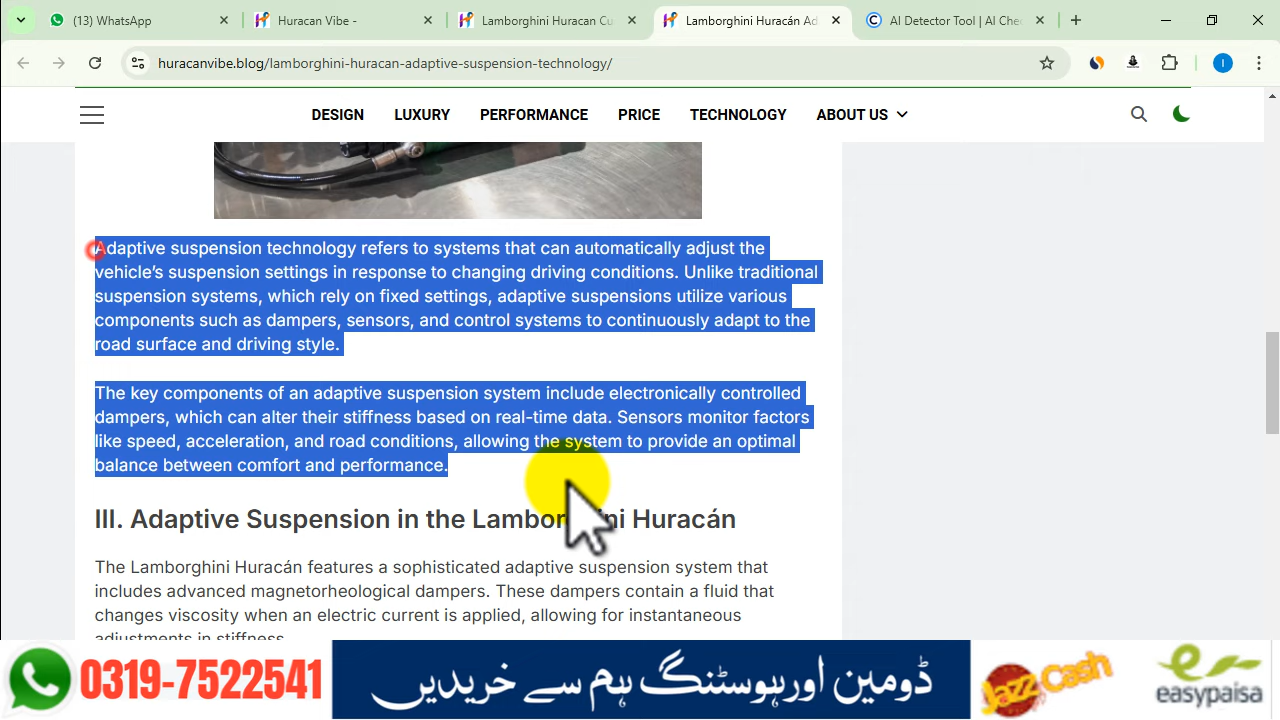 (13) WhatsApp
Huracan Vibe -
Lamborghini Huracan Cu
Lamborghini Huracán Ad
AI Detector Tool | AI Che
huracanvibe.blog/lamborghini-huracan-adaptive-suspension-technology/
I
DESIGN LUXURY PERFORMANCE PRICE TECHNOLOGY ABOUT US
Adaptive suspension technology refers to systems that can automatically adjust the
vehicle's suspension settings in response to changing driving conditions. Unlike traditional
suspension systems, which rely on fixed settings, adaptive suspensions utilize various
components such as dampers, sensors, and control systems to continuously adapt to the
road surface and driving style.
The key components of an adaptive suspension system include electronically controlled
dampers, which can alter their stiffness based on real-time data. Sensors monitor factors
like speed, acceleration, and road conditions, allowing the system to provide an optimal
balance between comfort and performance.
III. Adaptive Suspension in the Lamborghini Huracán
The Lamborghini Huracán features a sophisticated adaptive suspension system that
includes advanced magnetorheological dampers. These dampers contain a fluid that
changes viscosity when an electric current is applied, allowing for instantaneous
adjustments in stiffness.
0319-7522541
ڈومین اورہوسٹنگ ہم سے خریدیں
Jazz Cash
easypaisa